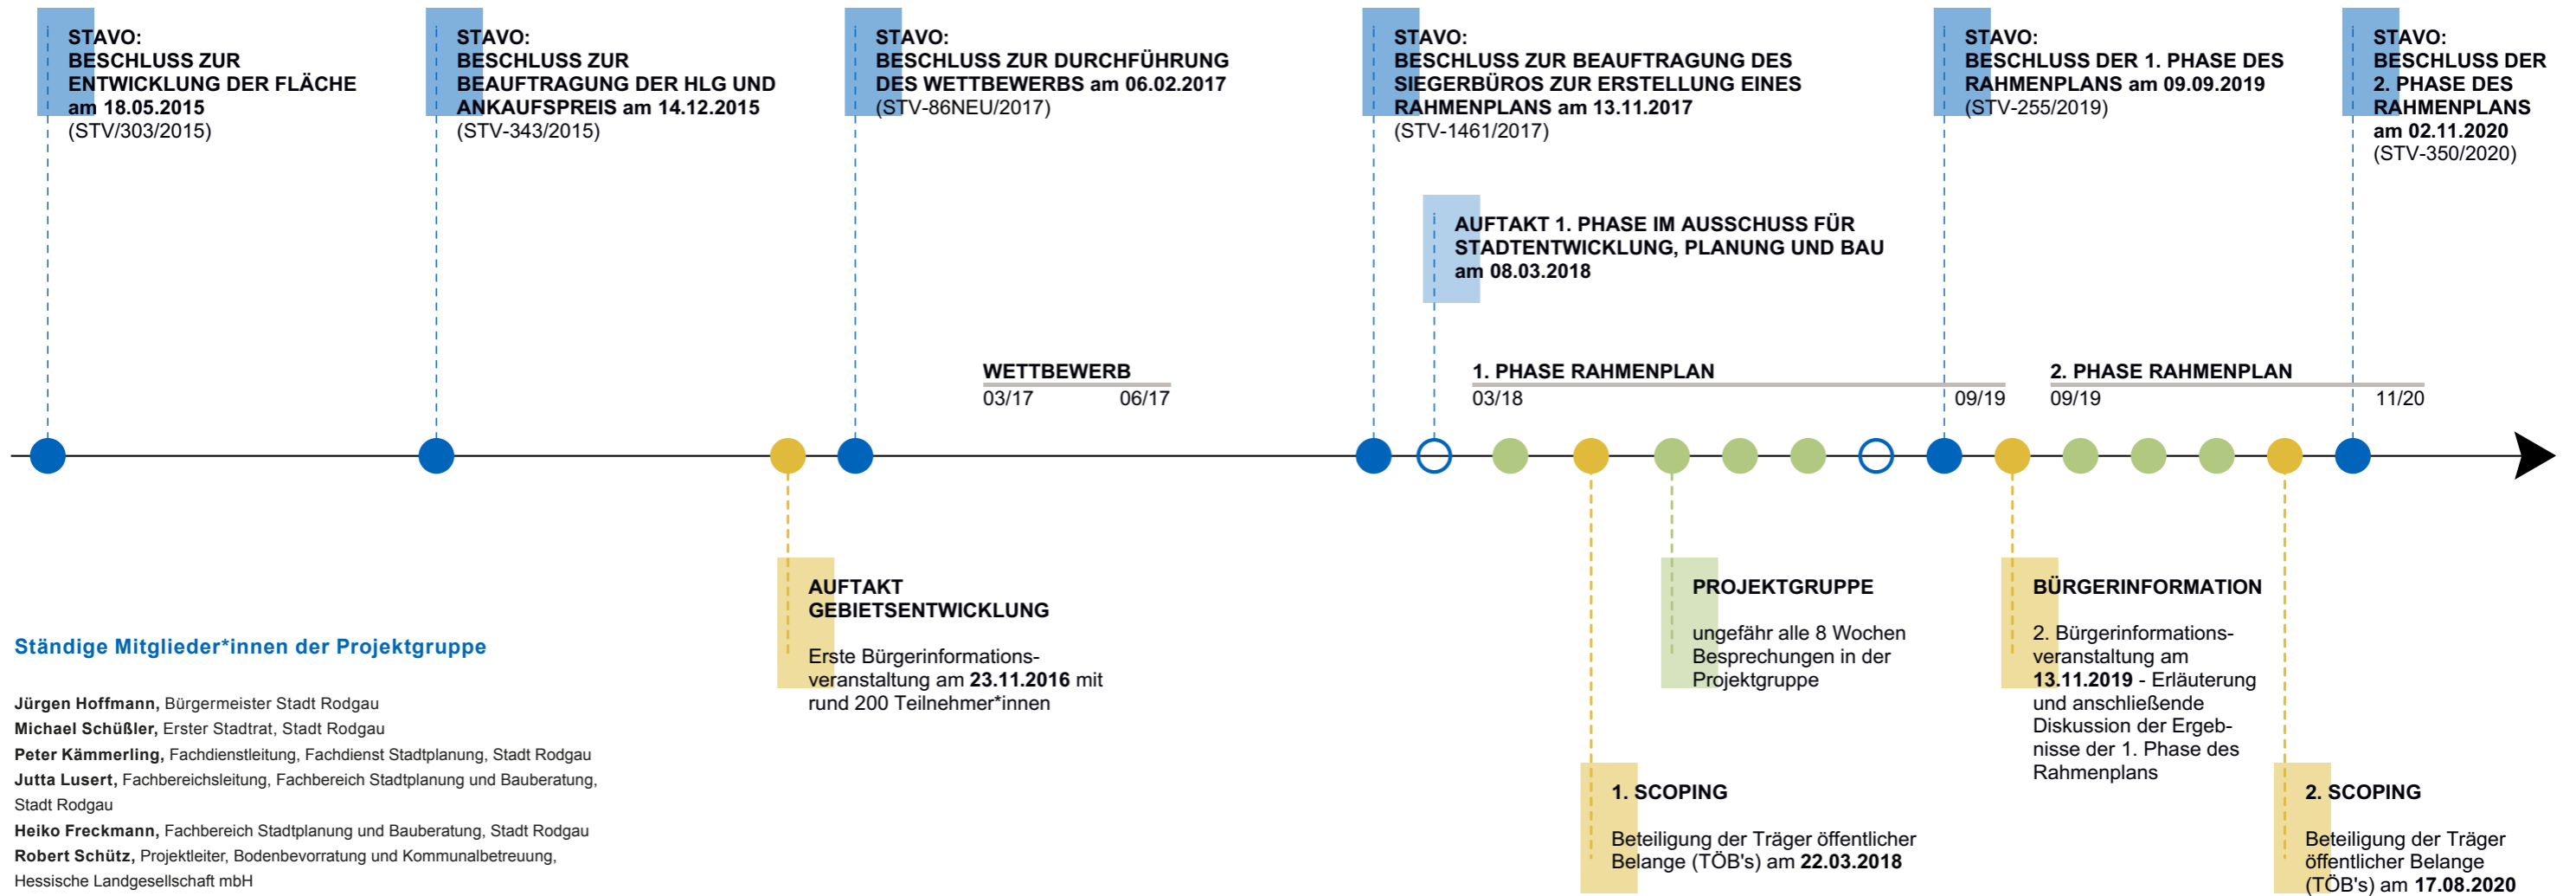 STAVO:
BESCHLUSS ZUR
ENTWICKLUNG DER FLÄCHE
am 18.05.2015
(STV/303/2015)
STAVO:
BESCHLUSS ZUR
BEAUFTRAGUNG DER HLG UND
ANKAUFSPREIS am 14.12.2015
(STV-343/2015)
STAVO:
BESCHLUSS ZUR DURCHFÜHRUNG
DES WETTBEWERBS am 06.02.2017
(STV-86NEU/2017)
STAVO:
BESCHLUSS ZUR BEAUFTRAGUNG DES
SIEGERBÜROS ZUR ERSTELLUNG EINES
RAHMENPLANS am 13.11.2017
(STV-1461/2017)
STAVO:
BESCHLUSS DER 1. PHASE DES
RAHMENPLANS am 09.09.2019
(STV-255/2019)
STAVO:
BESCHLUSS DER
2. PHASE DES
RAHMENPLANS
am 02.11.2020
(STV-350/2020)
AUFTAKT 1. PHASE IM AUSSCHUSS FÜR
STADTENTWICKLUNG, PLANUNG UND BAU
am 08.03.2018
WETTBEWERB
03/17 06/17
1. PHASE RAHMENPLAN
03/18 09/19
2. PHASE RAHMENPLAN
09/19 11/20
AUFTAKT
GEBIETSENTWICKLUNG
Erste Bürgerinformations-
veranstaltung am 23.11.2016 mit
rund 200 Teilnehmer*innen
PROJEKTGRUPPE
ungefähr alle 8 Wochen
Besprechungen in der
Projektgruppe
BÜRGERINFORMATION
2. Bürgerinformations-
veranstaltung am
13.11.2019 - Erläuterung
und anschließende
Diskussion der Ergeb-
nisse der 1. Phase des
Rahmenplans
1. SCOPING
Beteiligung der Träger öffentlicher
Belange (TÖB's) am 22.03.2018
2. SCOPING
Beteiligung der Träger
öffentlicher Belange
(TÖB's) am 17.08.2020
Ständige Mitglieder*innen der Projektgruppe
Jürgen Hoffmann, Bürgermeister Stadt Rodgau
Michael Schüßler, Erster Stadtrat, Stadt Rodgau
Peter Kämmerling, Fachdienstleitung, Fachdienst Stadtplanung, Stadt Rodgau
Jutta Lusert, Fachbereichsleitung, Fachbereich Stadtplanung und Bauberatung,
Stadt Rodgau
Heiko Freckmann, Fachbereich Stadtplanung und Bauberatung, Stadt Rodgau
Robert Schütz, Projektleiter, Bodenbevorratung und Kommunalbetreuung,
Hessische Landgesellschaft mbH